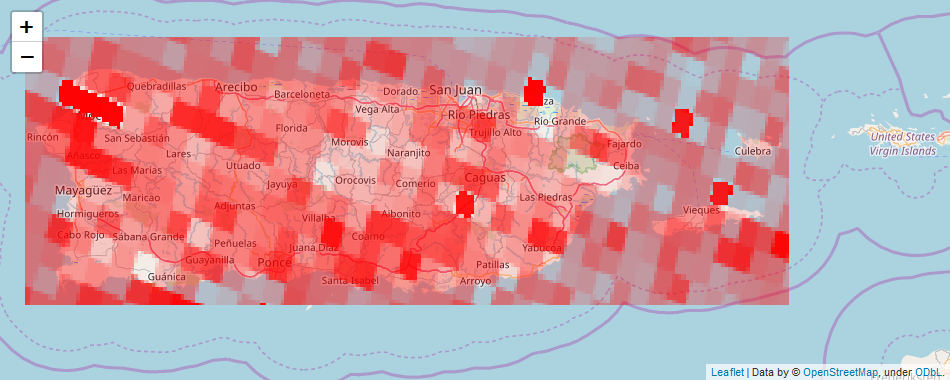 +
−
Quebradillas
Arecibo
Barceloneta
Dorado
San Juan
Vega Alta
Río Piedras
Río Grande
Trujillo Alto
Rincón
San Sebastián
Florida
Morovis
Naranjito
Fajardo
Culebra
United States
Virgin Islands
Añasco
Lares
Las Marías
Utuado
Ceiba
Mayagüez
Maricao
Jayuya
Orocovis
Comerio
Caguas
Las Piedras
Hormigueros
Adjuntas
Villalba
Aibonito
Vieques
Cabo Rojo
Sábana Grande
Peñuelas
Juana Díaz
Coamo
Yabucoa
Guayanilla
Ponce
Patillas
Guánica
Santa Isabel
Arroyo
Leaflet | Data by © OpenStreetMap, under ODbL.